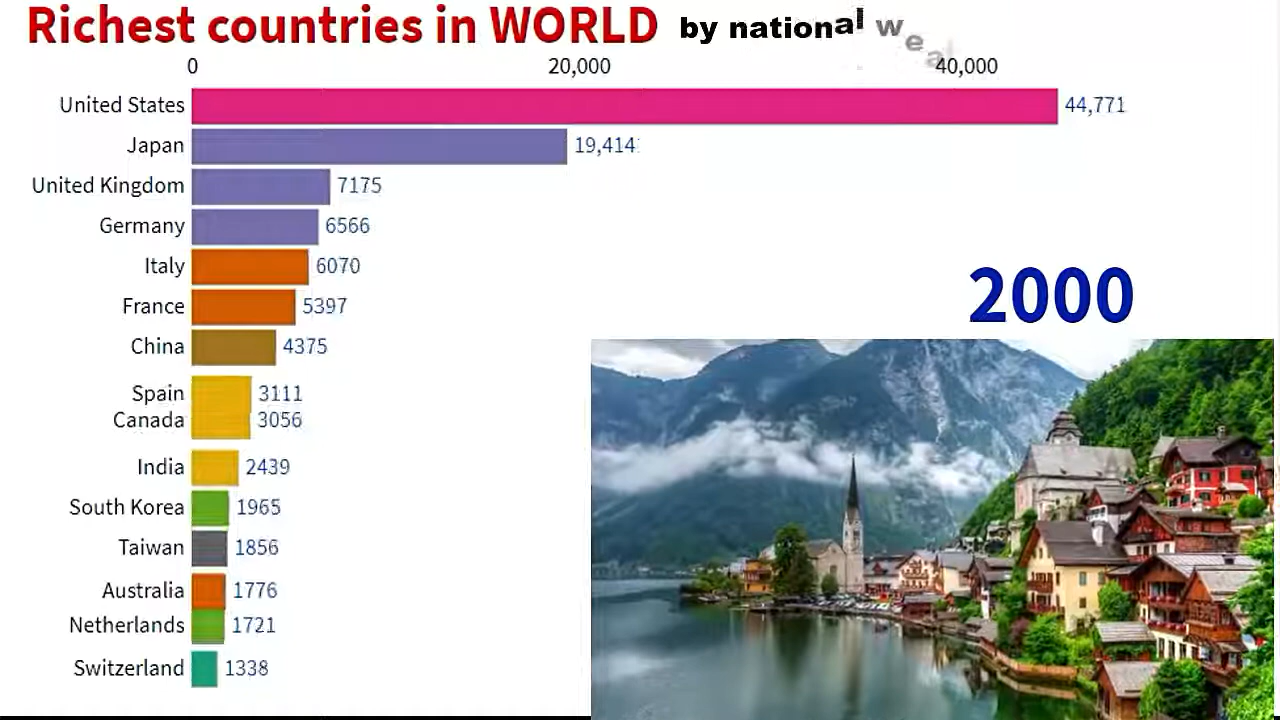 Richest countries in WORLD by national weal
0 20,000 40,000
United States 44,771
Japan 19,414
United Kingdom 7175
Germany 6566
Italy 6070
France 5397
China 4375
2000
Spain 3111
Canada 3056
India 2439
South Korea 1965
Taiwan 1856
Australia 1776
Netherlands 1721
Switzerland 1338